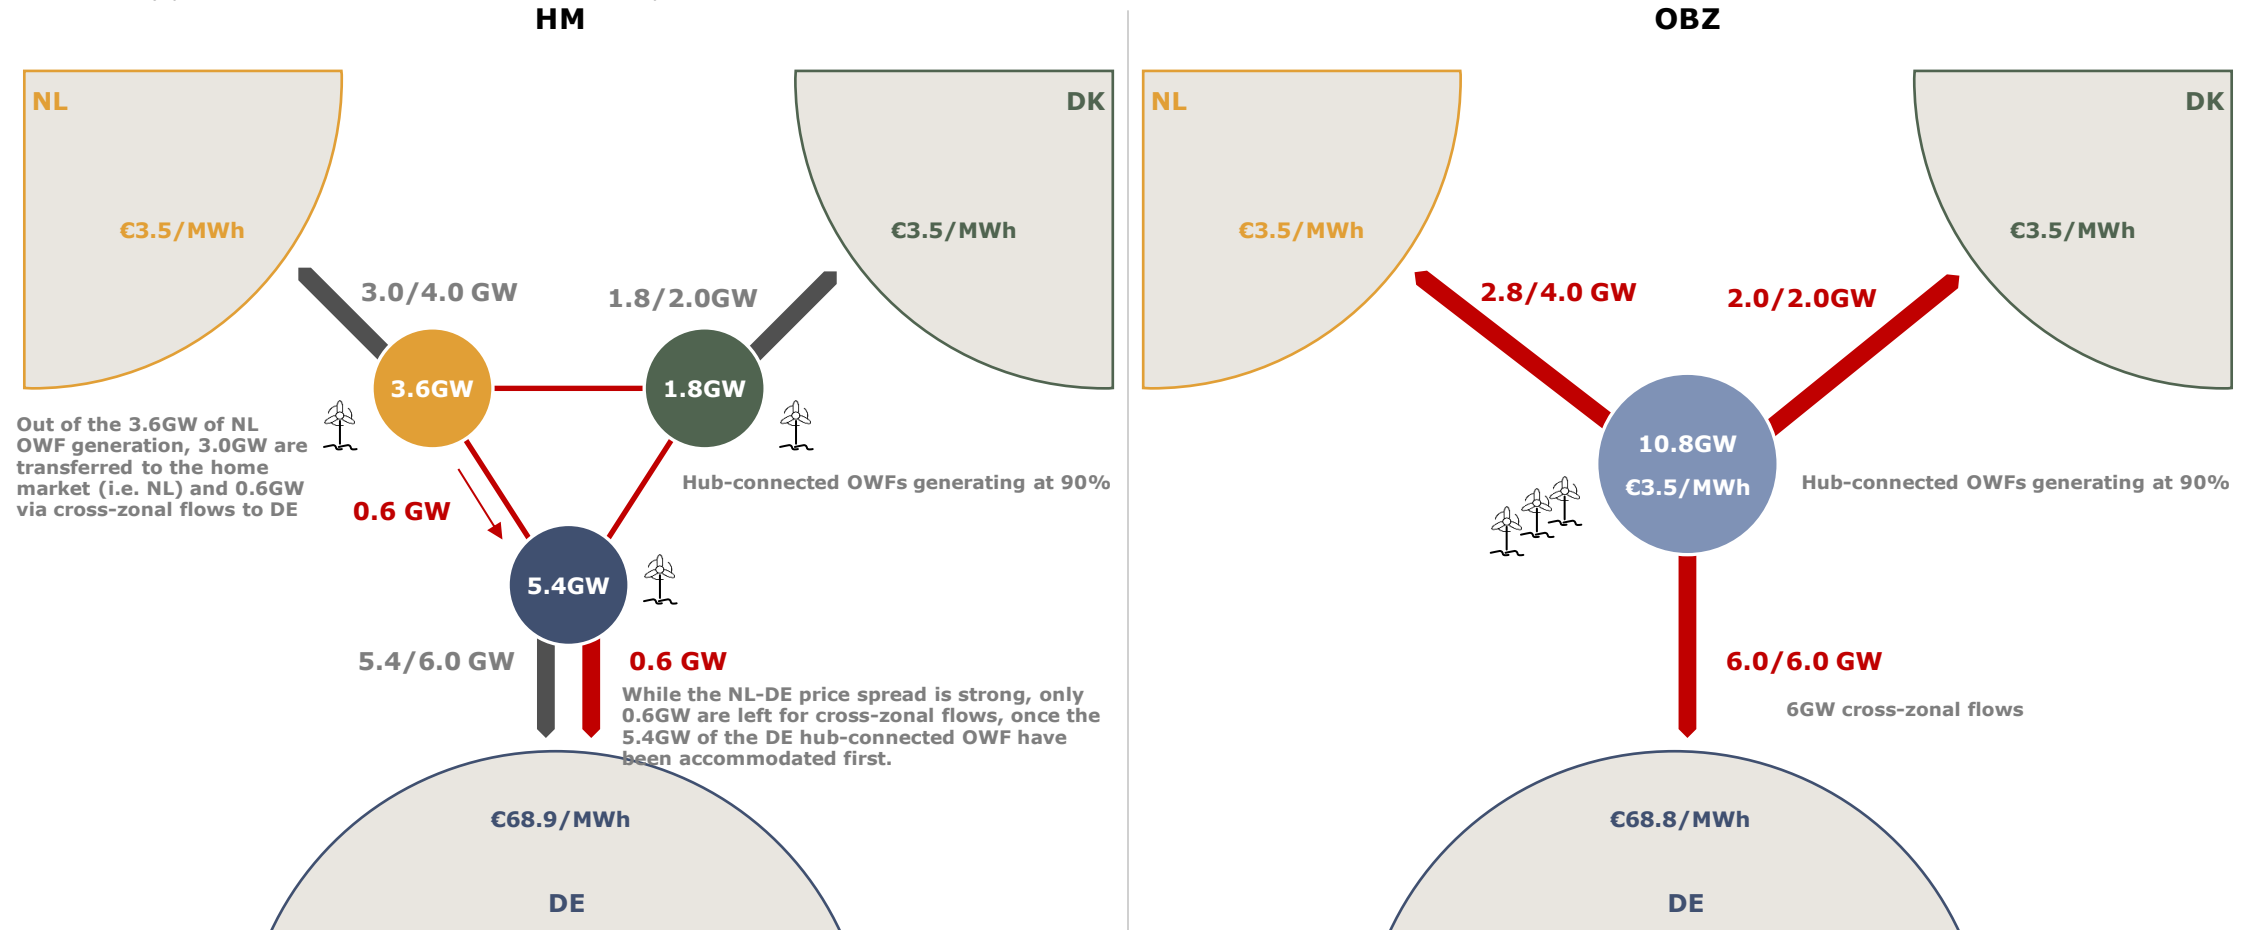 HM
NL
DK
€3.5/MWh
€3.5/MWh
3.0/4.0 GW
1.8/2.0GW
3.6GW
1.8GW
Out of the 3.6GW of NL
OWF generation, 3.0GW are
transferred to the home
market (i.e. NL) and 0.6GW
via cross-zonal flows to DE
Hub-connected OWFs generating at 90%
0.6 GW
5.4GW
5.4/6.0 GW
0.6 GW
While the NL-DE price spread is strong, only
0.6GW are left for cross-zonal flows, once the
5.4GW of the DE hub-connected OWF have
been accommodated first.
€68.9/MWh
DE
OBZ
NL
DK
€3.5/MWh
€3.5/MWh
2.8/4.0 GW
2.0/2.0GW
10.8GW
€3.5/MWh
Hub-connected OWFs generating at 90%
6.0/6.0 GW
6GW cross-zonal flows
€68.8/MWh
DE